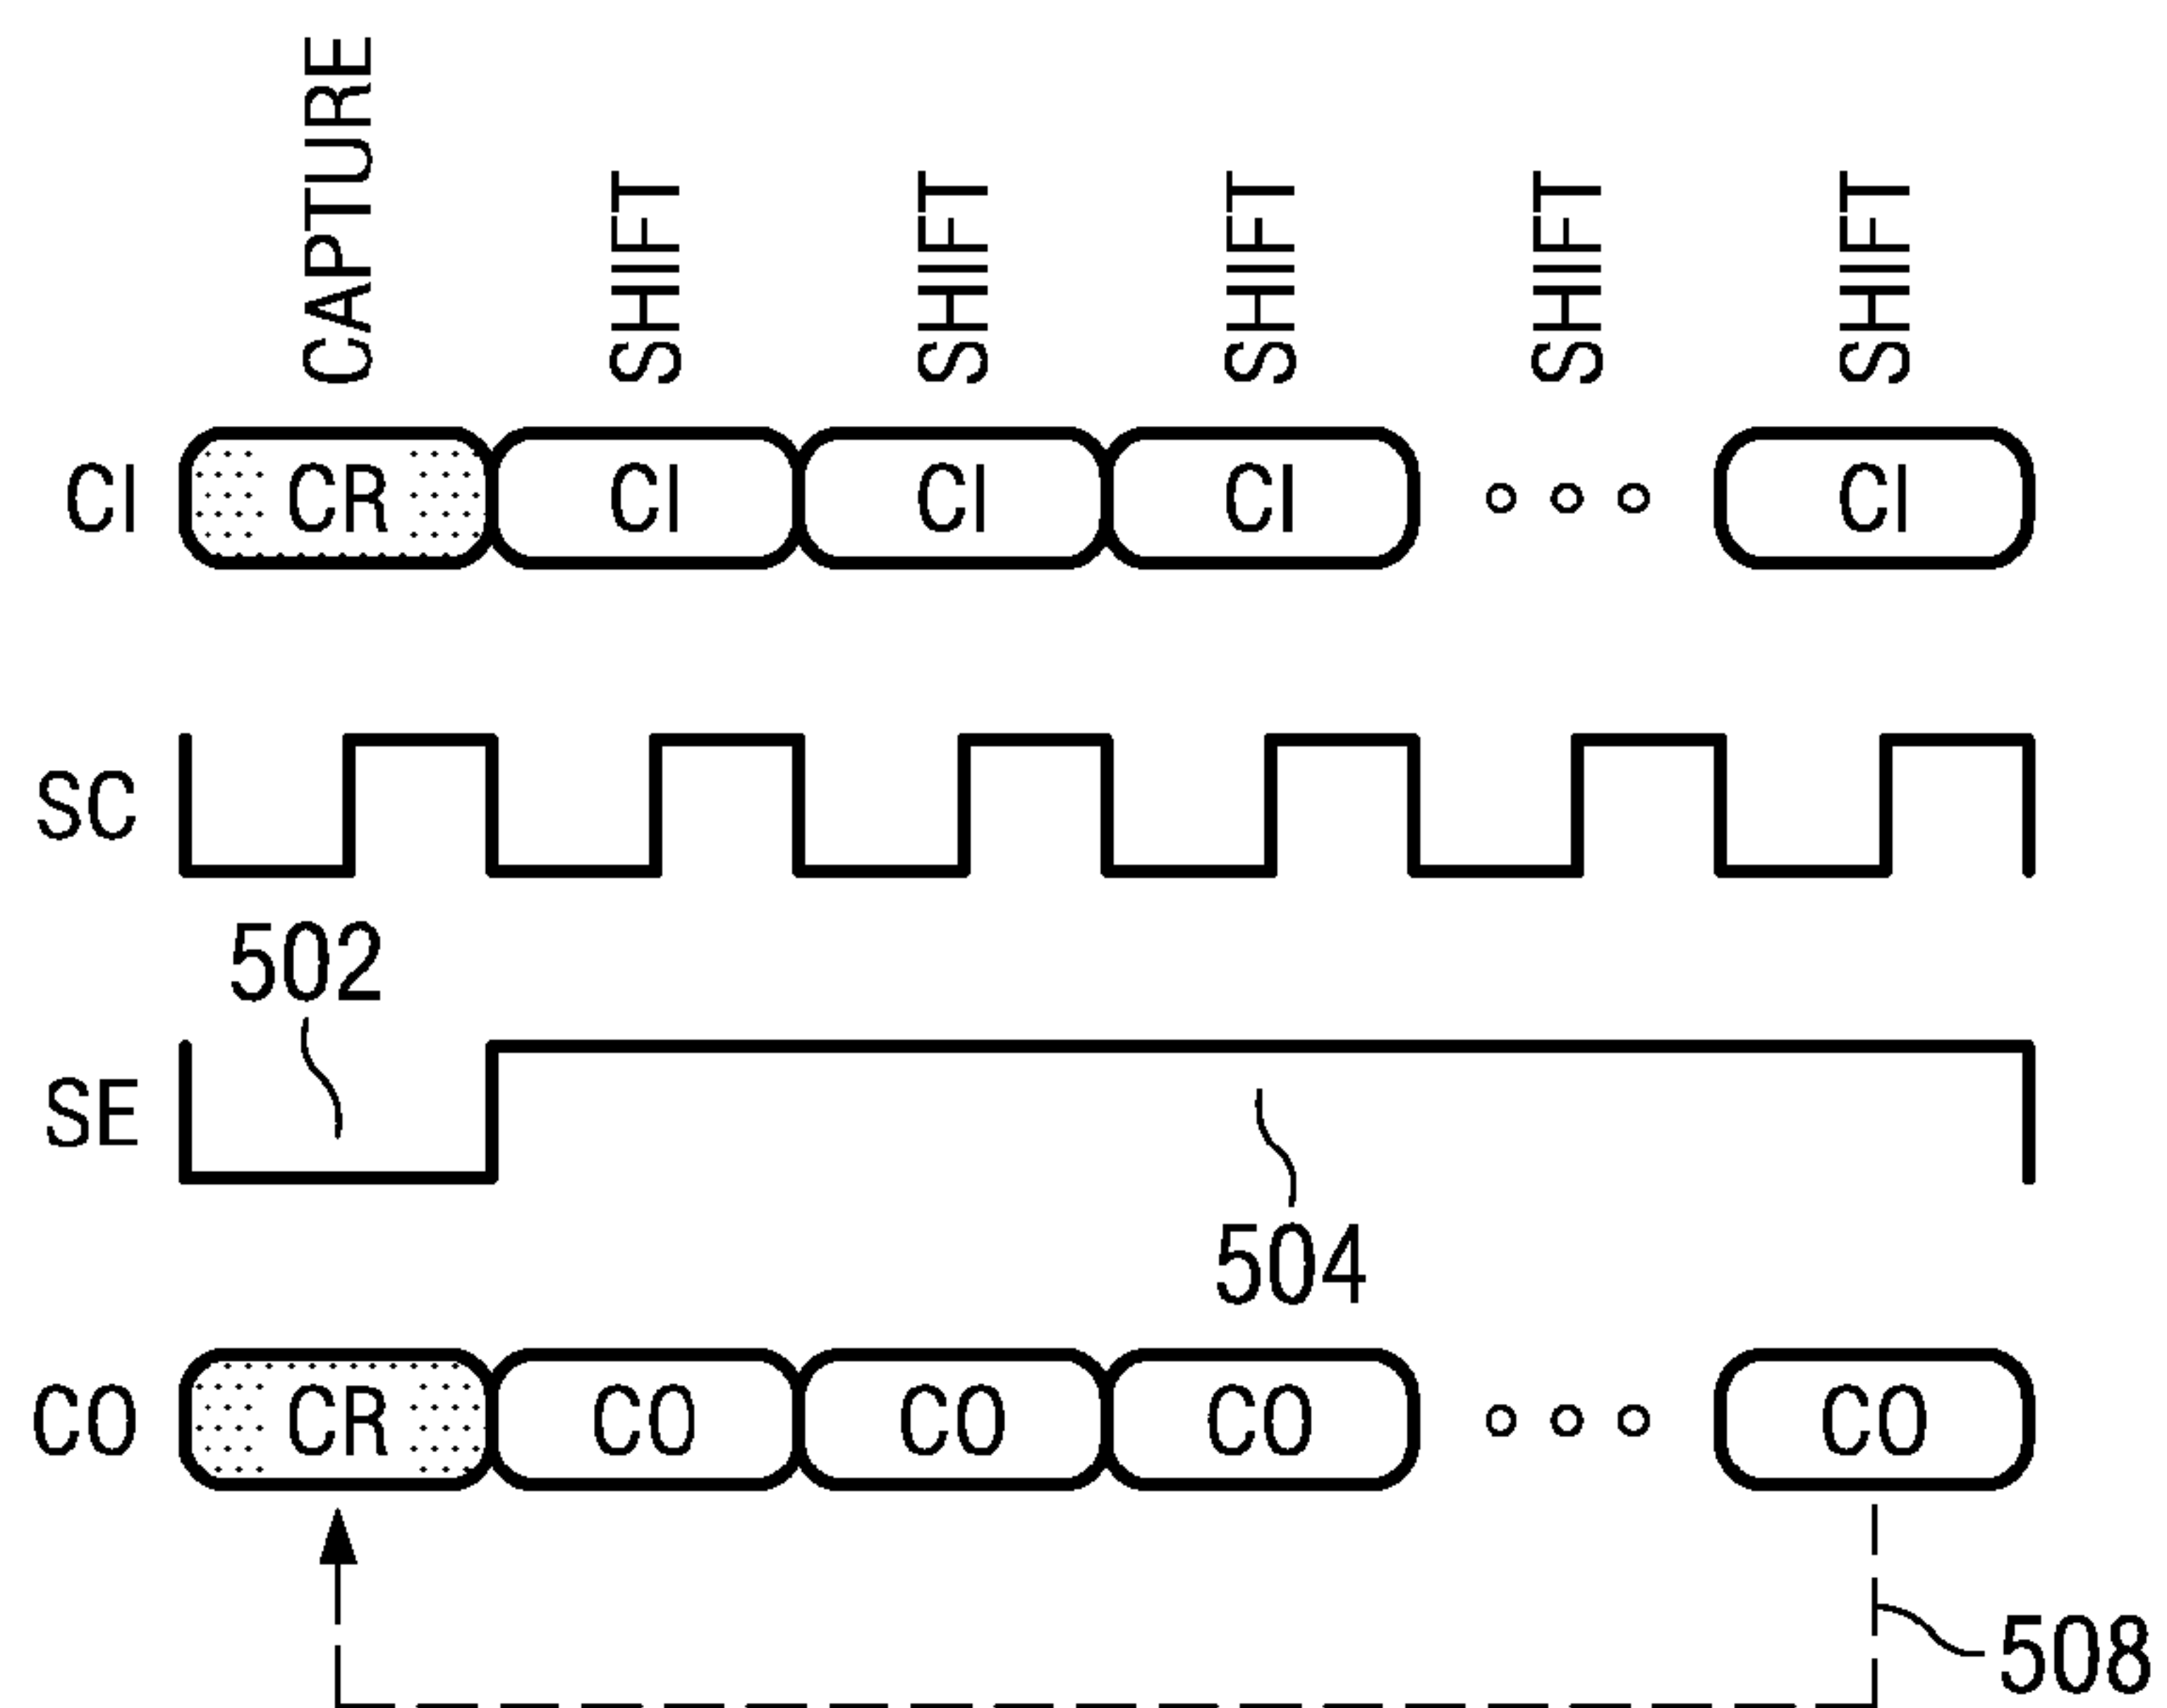 CAPTURE SHIFT SHIFT SHIFT SHIFT SHIFT
CI CR CI CI CI CI
SC
502
SE
504
CO CR CO CO CO CO
508